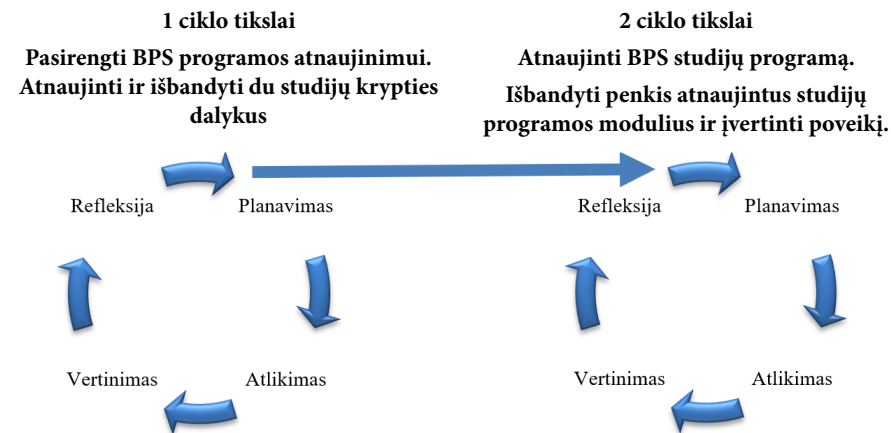 1 ciklo tikslai
Pasirengti BPS programos atnaujinimui.
Atnaujinti ir išbandyti du studijų krypties
dalykus
Refleksija
Planavimas
Vertinimas
Atlikimas
2 ciklo tikslai
Atnaujinti BPS studijų programą.
Išbandyti penkis atnaujintus studijų
programos modulius ir įvertinti poveikį.
Refleksija
Planavimas
Vertinimas
Atlikimas